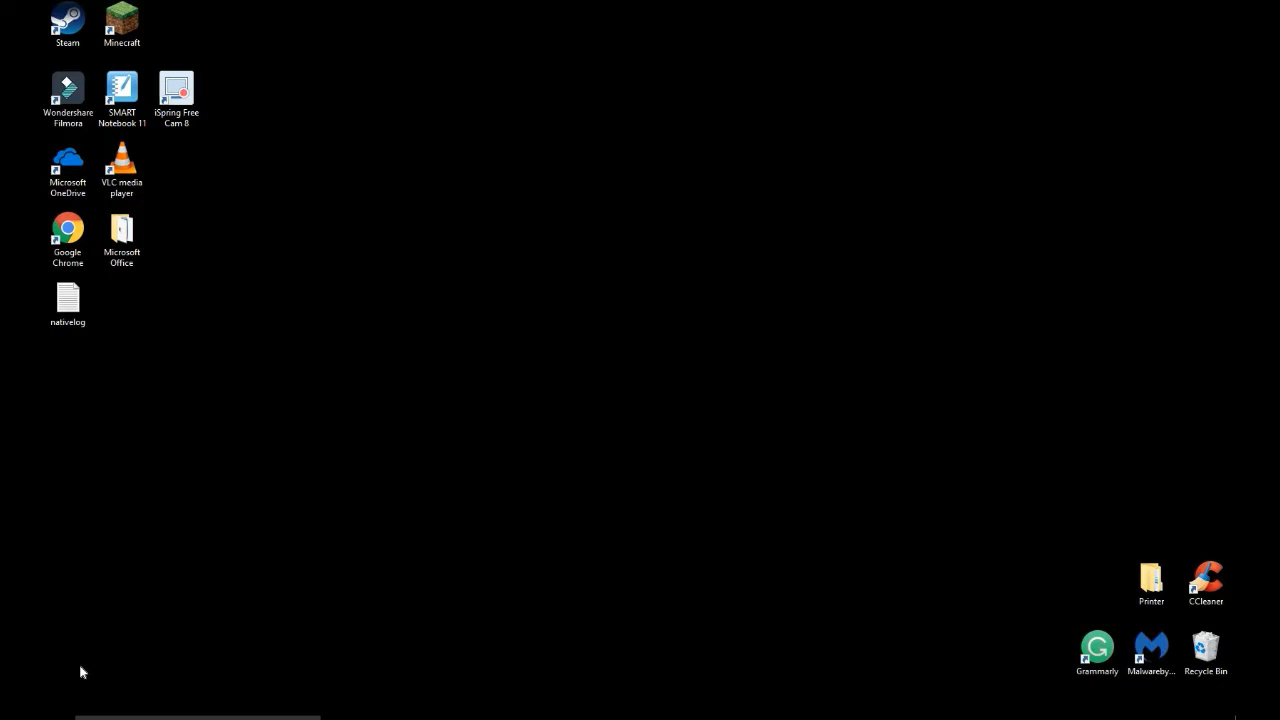 Steam
Minecraft
Wondershare
Filmora
SMART
Notebook 11
iSpring Free
Cam 8
Microsoft
OneDrive
VLC media
player
Google
Chrome
Microsoft
Office
nativelog
Printer
CCleaner
Grammarly
Malwareby...
Recycle Bin